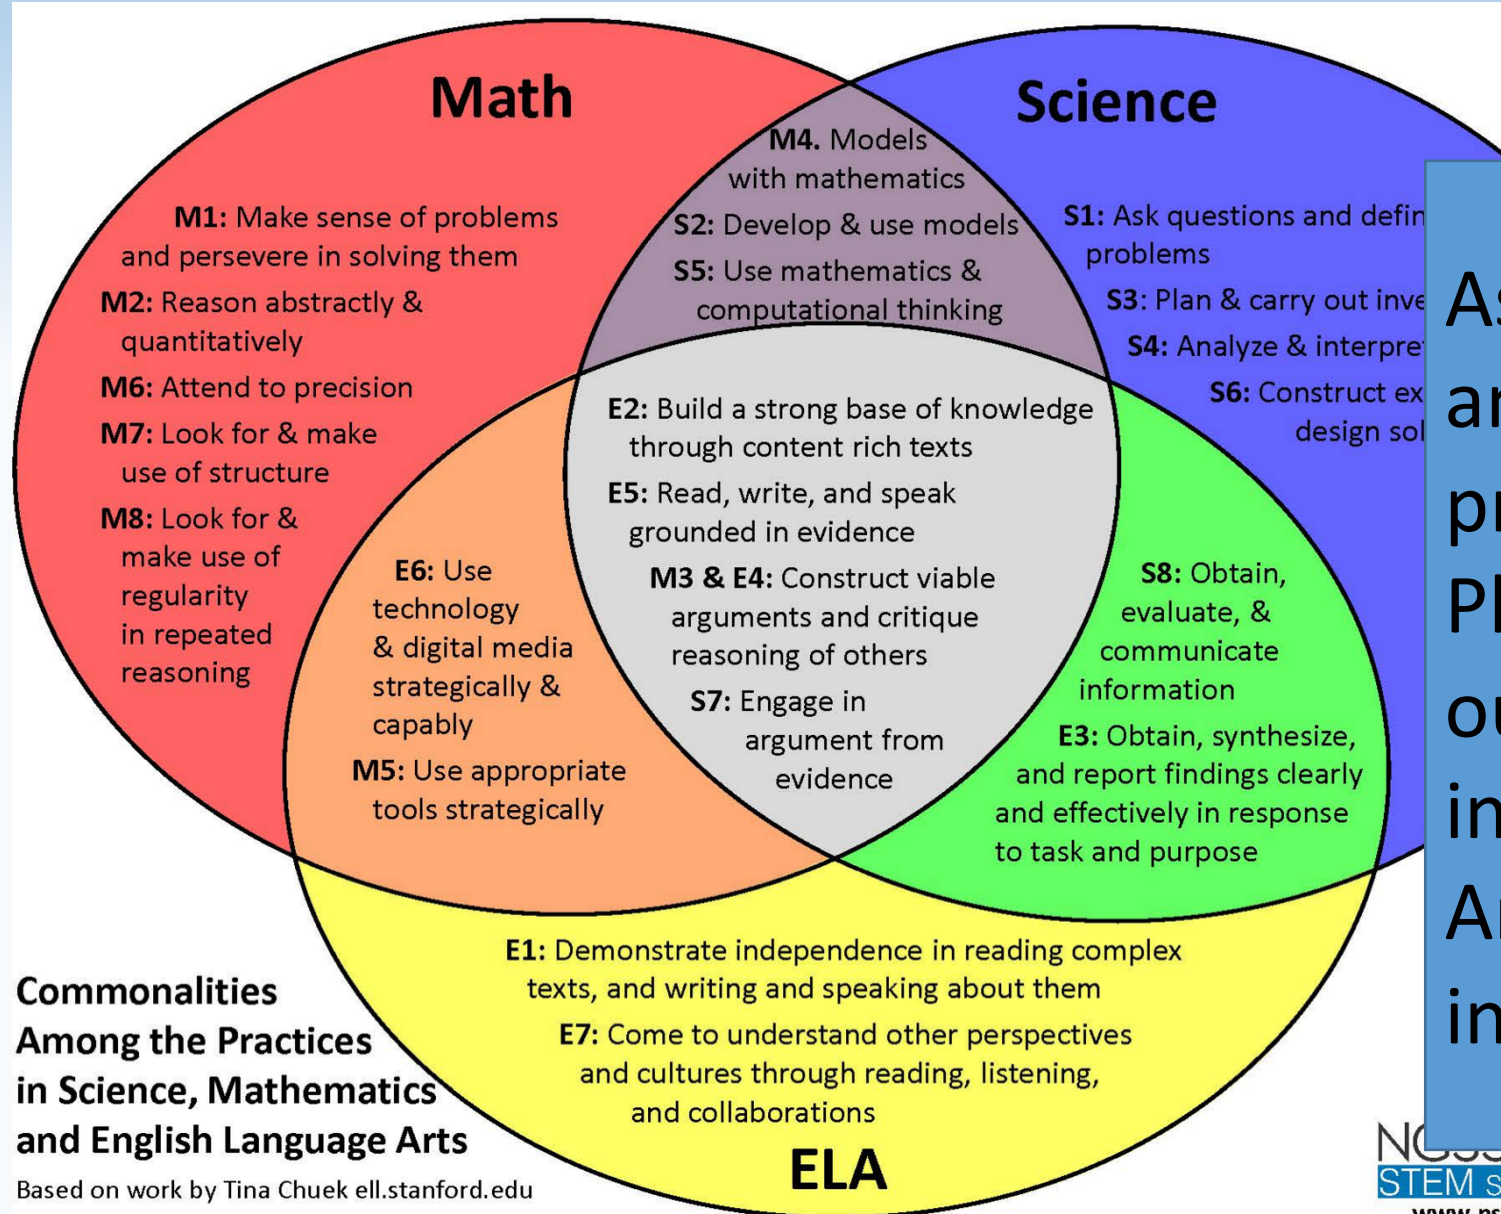 Math
M1: Make sense of problems
and persevere in solving them
M2: Reason abstractly &
quantitatively
M6: Attend to precision
M7: Look for & make
use of structure
M8: Look for &
make use of
regularity
in repeated
reasoning
M4. Models
with mathematics
S2: Develop & use models
S5: Use mathematics &
computational thinking
Science
S1: Ask questions and defin
problems
S3: Plan & carry out inve
S4: Analyze & interpre
S6: Construct ex
design sol
E2: Build a strong base of knowledge
through content rich texts
E5: Read, write, and speak
grounded in evidence
M3 & E4: Construct viable
arguments and critique
reasoning of others
S7: Engage in
argument from
evidence
E6: Use
technology
& digital media
strategically &
capably
M5: Use appropriate
tools strategically
S8: Obtain,
evaluate, &
communicate
information
E3: Obtain, synthesize,
and report findings clearly
and effectively in response
to task and purpose
E1: Demonstrate independence in reading complex
texts, and writing and speaking about them
E7: Come to understand other perspectives
and cultures through reading, listening,
and collaborations
ELA
Commonalities
Among the Practices
in Science, Mathematics
and English Language Arts
Based on work by Tina Chuek ell.stanford.edu
As
an
pr
Pl
ou
in
An
in
STEM S